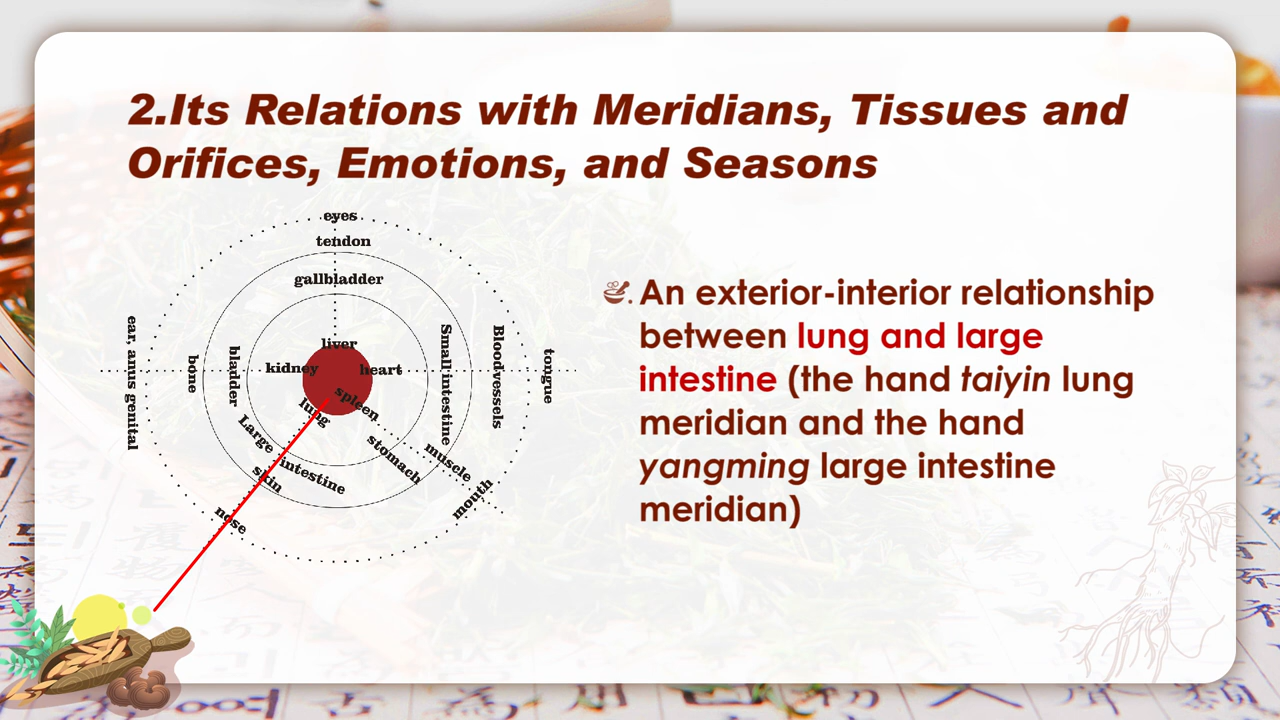 2.Its Relations with Meridians, Tissues and
Orifices, Emotions, and Seasons
eyes
tendon
gallbladder
liver
kidney
heart
spleen
lung
ear, anus genital
bone
bladder
Small intestine
Bloodvessels
tongue
Large intestine
stomach
muscle
mouth
skin
nose
An exterior-interior relationship
between lung and large
intestine (the hand taiyin lung
meridian and the hand
yangming large intestine
meridian)